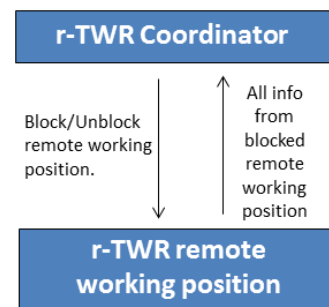 r-TWR Coordinator
Block/Unblock
remote working
position.
All info
from
blocked
remote
working
position
r-TWR remote
working position